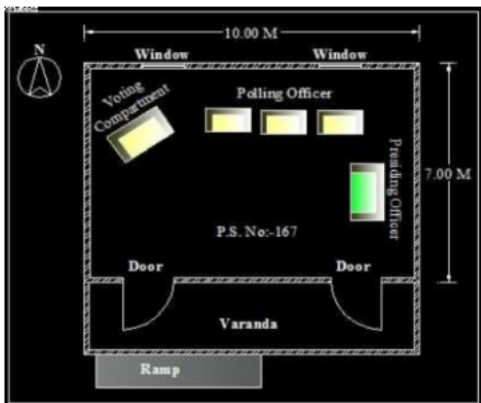 10.00 M
N
Window
Window
Voting
Compartment
Polling Officer
Presiding Officer
7.00 M
P.S. No:-167
Door
Door
Varanda
Ramp